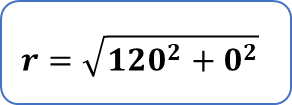 r = √120² + 0²